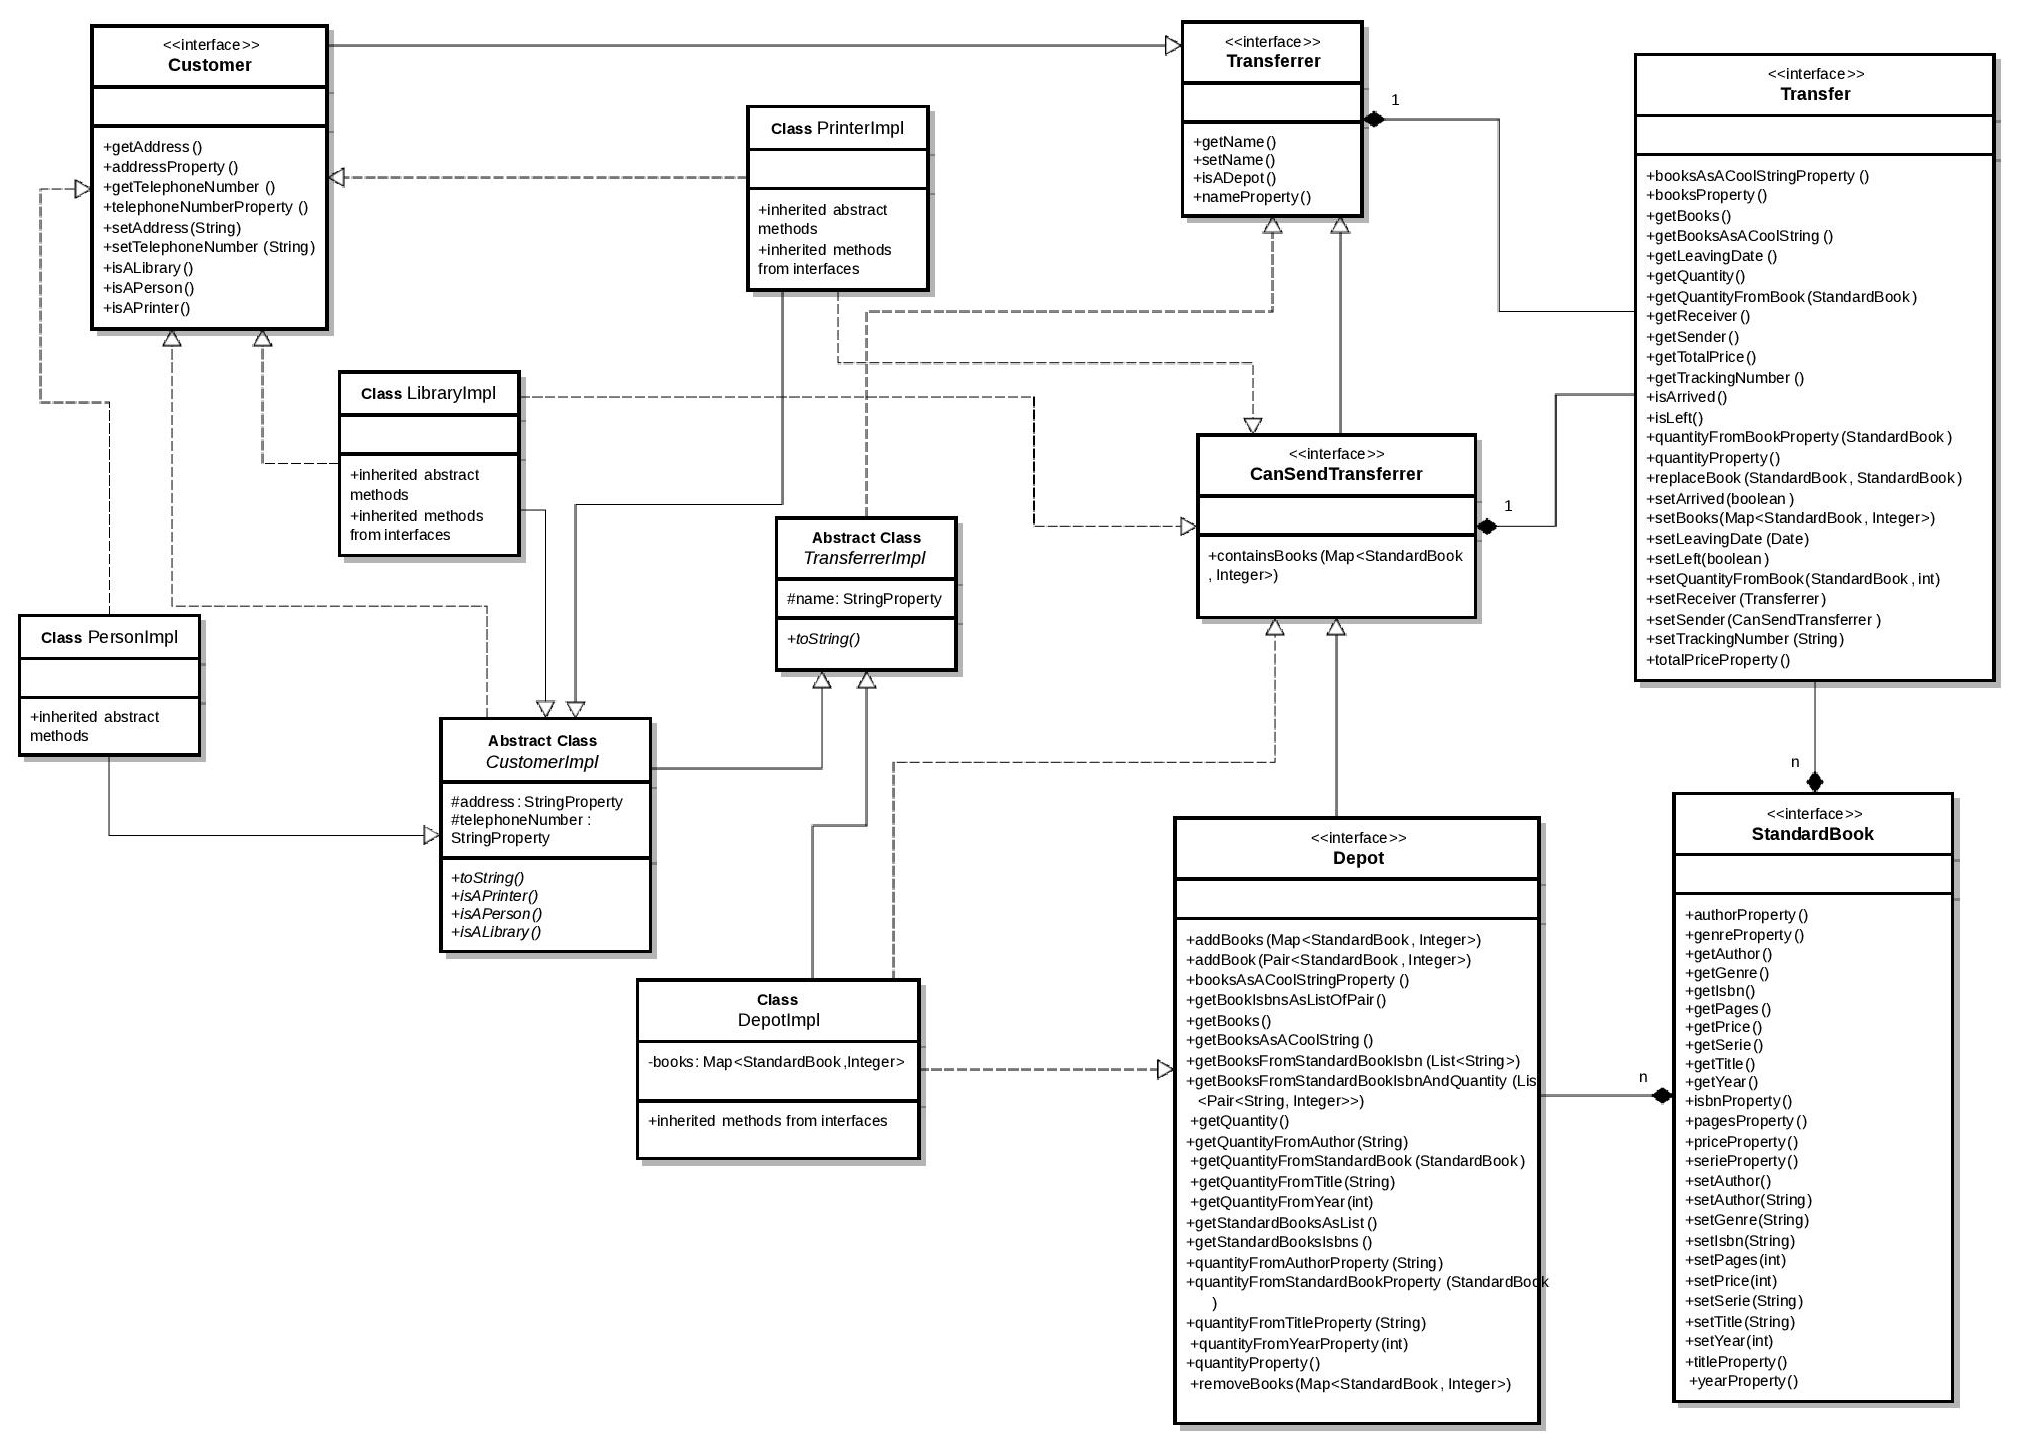 <<interface>>
Customer
+getAddress()
+addressProperty()
+getTelephoneNumber ()
+telephoneNumberProperty ()
+setAddress(String)
+setTelephoneNumber (String)
+isALibrary()
+isAPerson()
+isAPrinter()
Class PrinterImpl
+inherited abstract
methods
+inherited methods
from interfaces
<<interface>>
Transferrer
+getName()
+setName()
+isADepot()
+nameProperty()
1
<<interface>>
Transfer
+booksAsACoolStringProperty ()
+booksProperty()
+getBooks()
+getBooksAsACoolString ()
+getLeavingDate ()
+getQuantity()
+getQuantityFromBook(StandardBook)
+getReceiver()
+getSender()
+getTotalPrice()
+getTrackingNumber ()
+isArrived()
+isLeft()
+quantityFromBookProperty(StandardBook )
+quantityProperty()
+replaceBook(StandardBook, StandardBook)
+setArrived(boolean )
+setBooks(Map<StandardBook, Integer>)
+setLeavingDate (Date)
+setLeft(boolean )
+setQuantityFromBook(StandardBook, int)
+setReceiver(Transferrer)
+setSender(CanSendTransferrer )
+setTrackingNumber (String)
+totalPriceProperty()
Class LibraryImpl
+inherited abstract
methods
+inherited methods
from interfaces
<<interface>>
CanSendTransferrer
+containsBooks(Map<StandardBook
, Integer>)
1
Abstract Class
TransferrerImpl
#name: StringProperty
+toString()
Class PersonImpl
+inherited abstract
methods
Abstract Class
CustomerImpl
#address: StringProperty
#telephoneNumber :
StringProperty
+toString()
+isAPrinter()
+isAPerson()
+isALibrary()
Class
DepotImpl
-books: Map<StandardBook,Integer>
+inherited methods from interfaces
<<interface>>
Depot
+addBooks(Map<StandardBook, Integer>)
+addBook(Pair<StandardBook, Integer>)
+booksAsACoolStringProperty ()
+getBookIsbnsAsListOfPair()
+getBooks()
+getBooksAsACoolString ()
+getBooksFromStandardBookIsbn (List<String>)
+getBooksFromStandardBookIsbnAndQuantity (Lis
<Pair<String, Integer>>)
+getQuantity()
+getQuantityFromAuthor(String)
+getQuantityFromStandardBook(StandardBook)
+getQuantityFromTitle(String)
+getQuantityFromYear(int)
+getStandardBooksAsList()
+getStandardBooksIsbns ()
+quantityFromAuthorProperty(String)
+quantityFromStandardBookProperty (StandardBook
)
+quantityFromTitleProperty (String)
+quantityFromYearProperty(int)
+quantityProperty()
+removeBooks(Map<StandardBook, Integer>)
n
n
<<interface>>
StandardBook
+authorProperty()
+genreProperty()
+getAuthor()
+getGenre()
+getIsbn()
+getPages()
+getPrice()
+getSerie()
+getTitle()
+getYear()
+isbnProperty()
+pagesProperty()
+priceProperty()
+serieProperty()
+setAuthor()
+setAuthor(String)
+setGenre(String)
+setIsbn(String)
+setPages(int)
+setPrice(int)
+setSerie(String)
+setTitle(String)
+setYear(int)
+titleProperty()
+yearProperty()